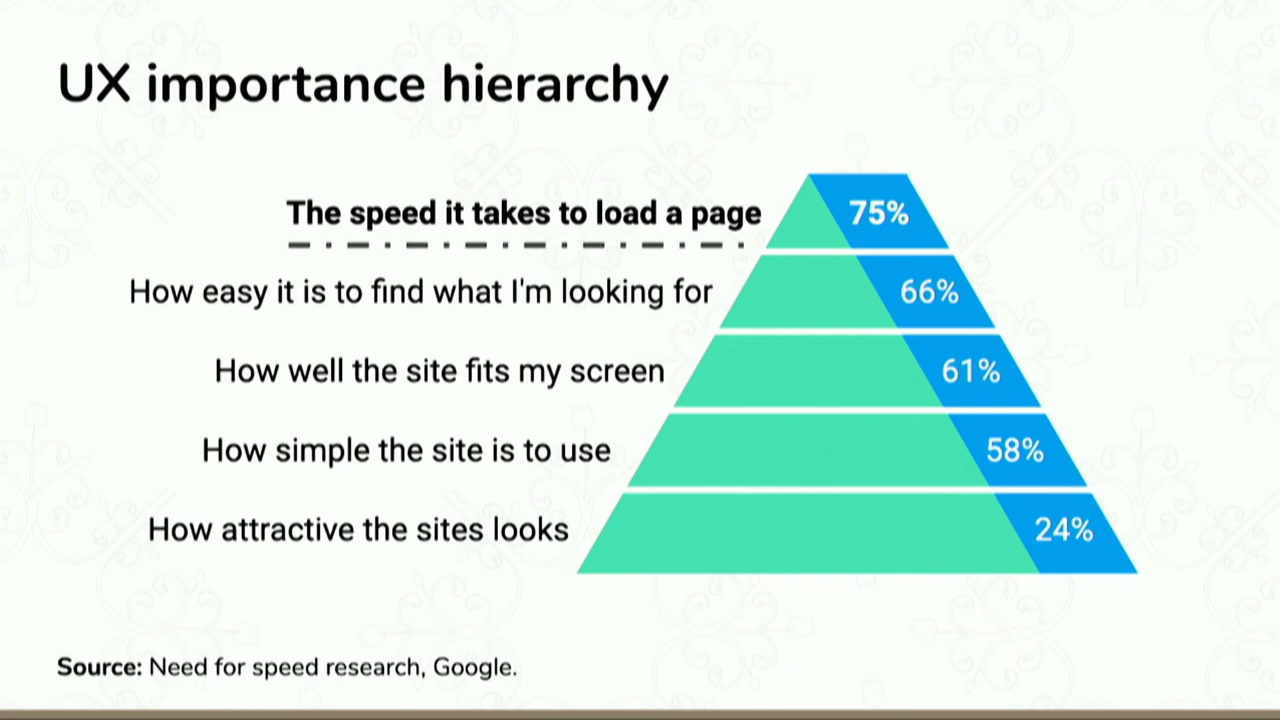 UX importance hierarchy
The speed it takes to load a page 75%
How easy it is to find what I'm looking for 66%
How well the site fits my screen 61%
How simple the site is to use 58%
How attractive the sites looks 24%
Source: Need for speed research, Google.